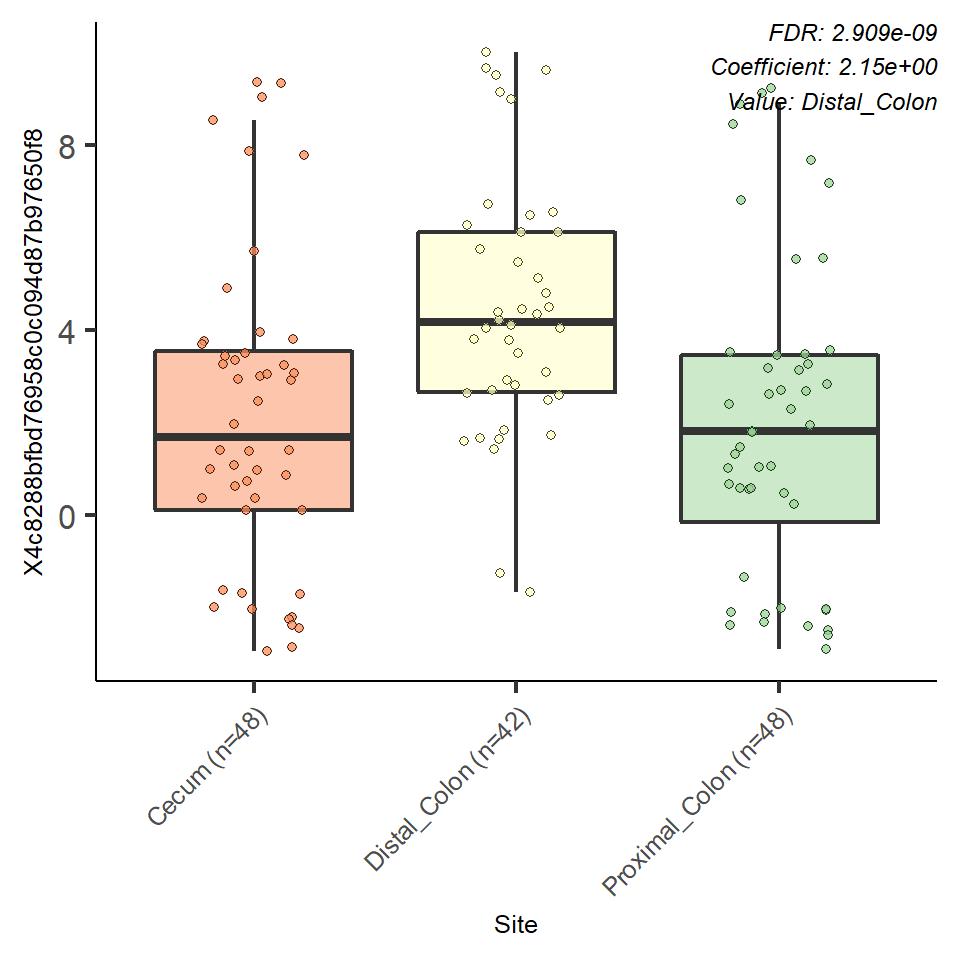 FDR: 2.909e-09
Coefficient: 2.15e+00
Value: Distal_Colon
X4c8288bfbd76958c0c094d87b97650f8
8
4
0
Cecum (n=48)
Distal_Colon (n=42)
Proximal_Colon (n=48)
Site